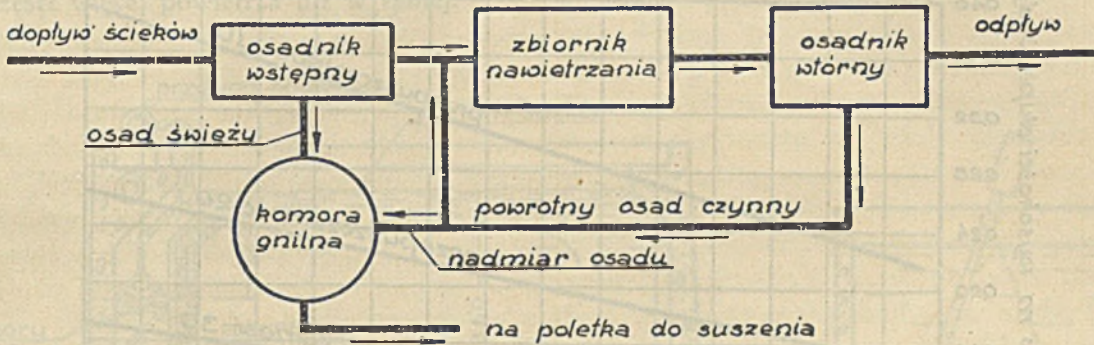 dopływ ścieków
osadnik
wstępny
zbiornik
nawietrzania
osadnik
wtórny
odpływ
osad świeży
komora
gnilna
powrotny osad czynny
nadmiar osadu
na poletka do suszenia